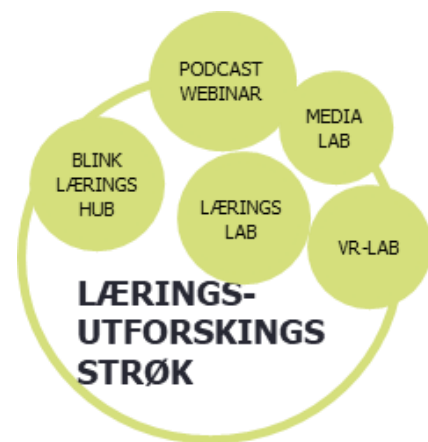 PODCAST
WEBINAR
MEDIA
LAB
BLINK
LÆRINGS
HUB
LÆRINGS
LAB
VR-LAB
LÆRINGS-
UTFORSKINGS
STRØK